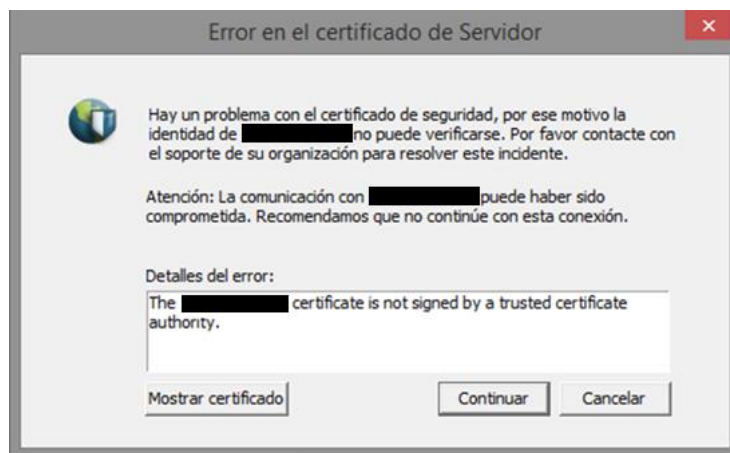 Error en el certificado de Servidor
Hay un problema con el certificado de seguridad, por ese motivo la
identidad de no puede verificarse. Por favor contacte con
el soporte de su organización para resolver este incidente.
Atención: La comunicación con puede haber sido
comprometida. Recomendamos que no continúe con esta conexión.
Detalles del error:
The certificate is not signed by a trusted certificate
authority.
Mostrar certificado Continuar Cancelar